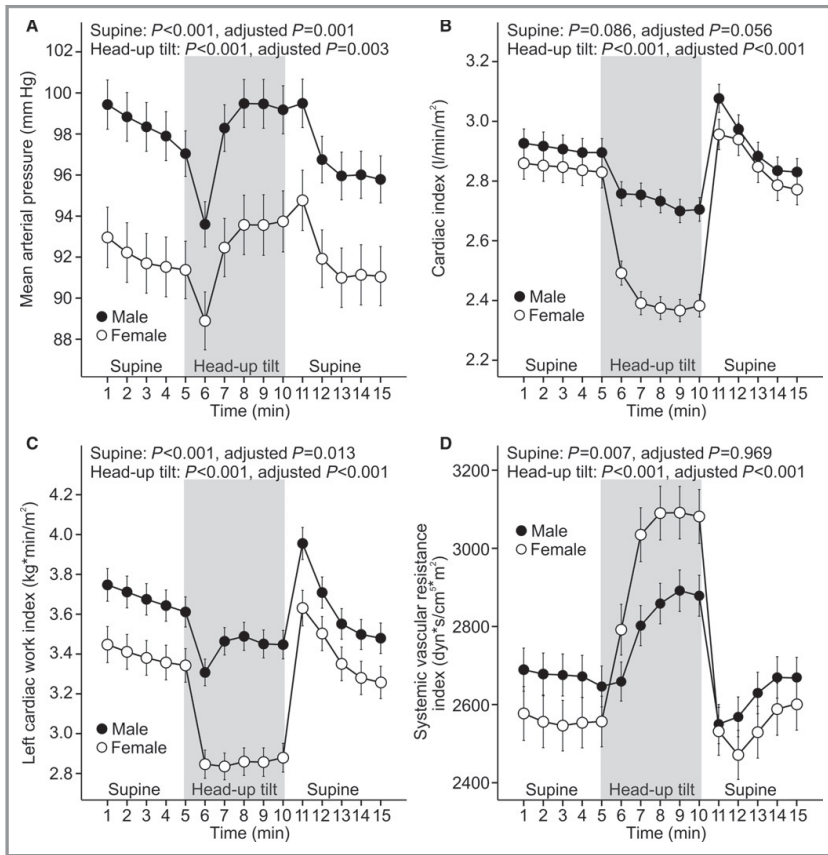 A
Supine: P<0.001, adjusted P=0.001
Head-up tilt: P<0.001, adjusted P=0.003
Mean arterial pressure (mm Hg)
104
102
100
98
96
94
92
90
88
Male
Female
Supine
Head-up tilt
Supine
1 2 3 4 5 6 7 8 9 10 11 12 13 14 15
Time (min)
B
Supine: P=0.086, adjusted P=0.056
Head-up tilt: P<0.001, adjusted P<0.001
Cardiac index (l/min/m²)
3.2
3.0
2.8
2.6
2.4
2.2
Male
Female
Supine
Head-up tilt
Supine
1 2 3 4 5 6 7 8 9 10 11 12 13 14 15
Time (min)
C
Supine: P<0.001, adjusted P=0.013
Head-up tilt: P<0.001, adjusted P<0.001
Left cardiac work index (kg*min/m²)
4.2
4.0
3.6
3.4
3.2
2.8
Male
Female
Supine
Head-up tilt
Supine
1 2 3 4 5 6 7 8 9 10 11 12 13 14 15
Time (min)
D
Supine: P=0.007, adjusted P=0.969
Head-up tilt: P<0.001, adjusted P<0.001
Systemic vascular resistance
index (dyn*s/cm⁵*m²)
3200
3000
2800
2600
2400
Male
Female
Supine
Head-up tilt
Supine
1 2 3 4 5 6 7 8 9 10 11 12 13 14 15
Time (min)